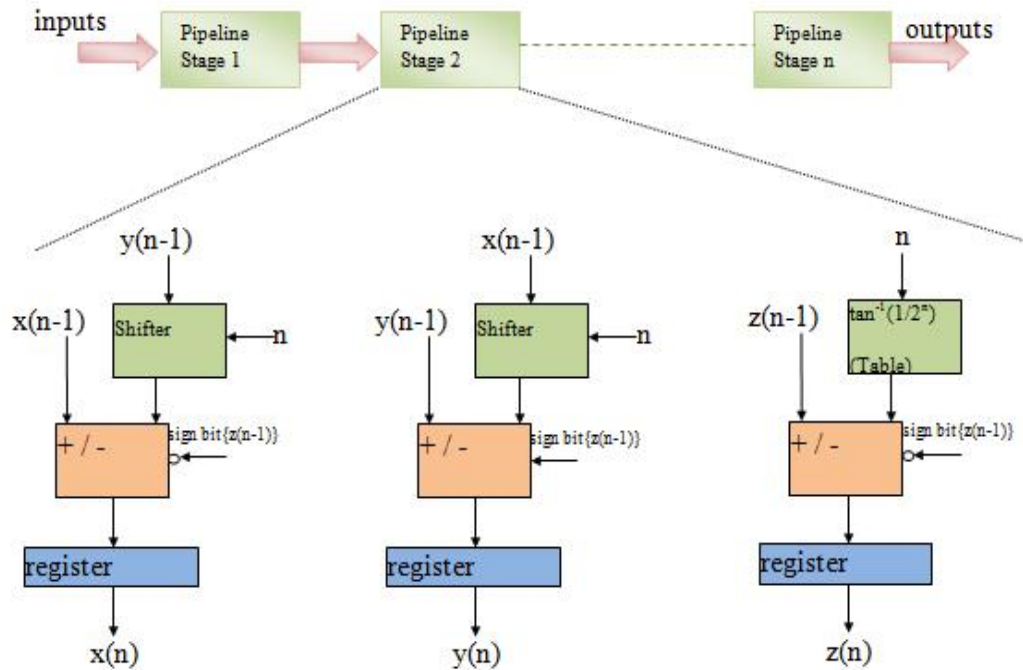 inputs
Pipeline
Stage 1
Pipeline
Stage 2
Pipeline
Stage n
outputs
y(n-1)
x(n-1)
Shifter
n
+ / -
sign bit{z(n-1)}
register
x(n)
x(n-1)
y(n-1)
Shifter
n
+ / -
sign bit{z(n-1)}
register
y(n)
n
z(n-1)
tan⁻¹(1/2ⁿ)
(Table)
+ / -
sign bit{z(n-1)}
register
z(n)